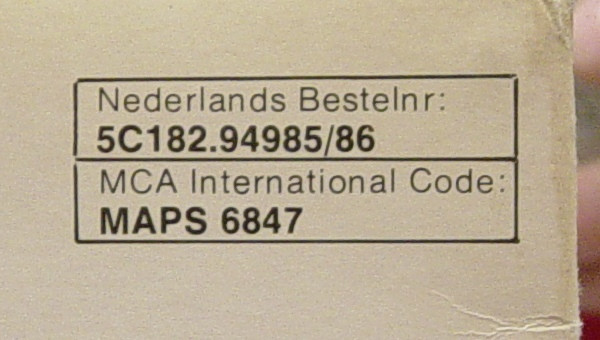 Nederlands Bestelnr:
5C182.94985/86
MCA International Code:
MAPS 6847